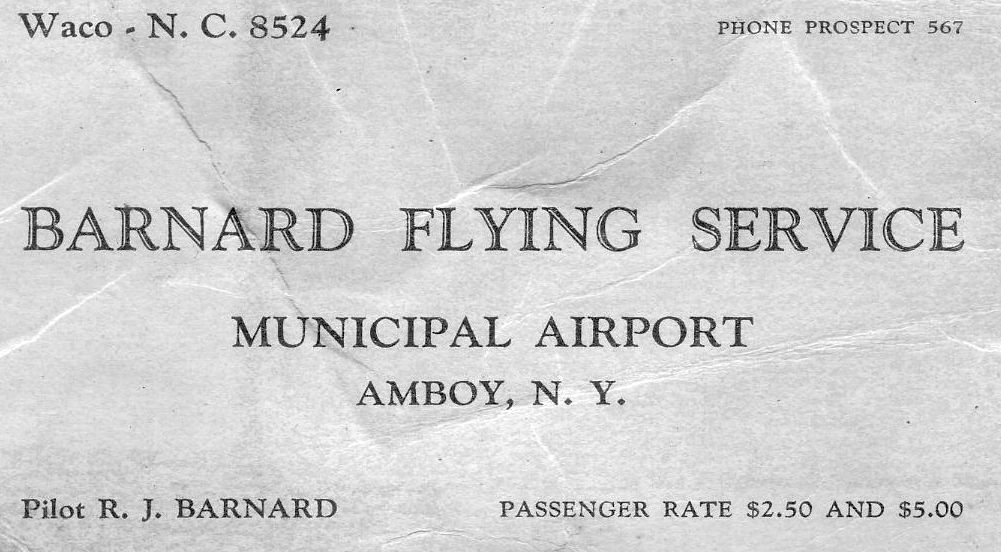 Waco - N. C. 8524
PHONE PROSPECT 567
BARNARD FLYING SERVICE
MUNICIPAL AIRPORT
AMBOY, N. Y.
Pilot R. J. BARNARD
PASSENGER RATE $2.50 AND $5.00